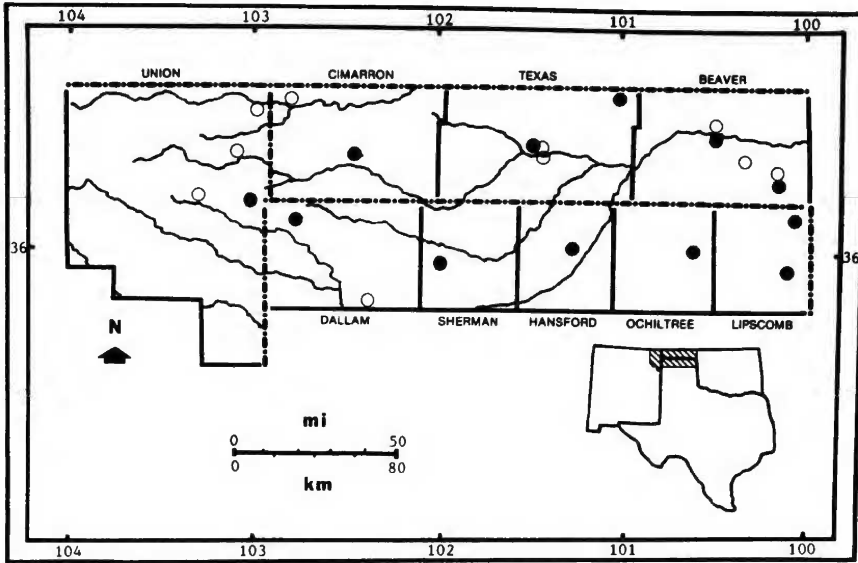 104 103 102 101 100
UNION CIMARRON TEXAS BEAVER
36 36
DALLAM SHERMAN HANSFORD OCHILTREE LIPSCOMB
N
mi
0 50
0 80
km
104 103 102 101 100